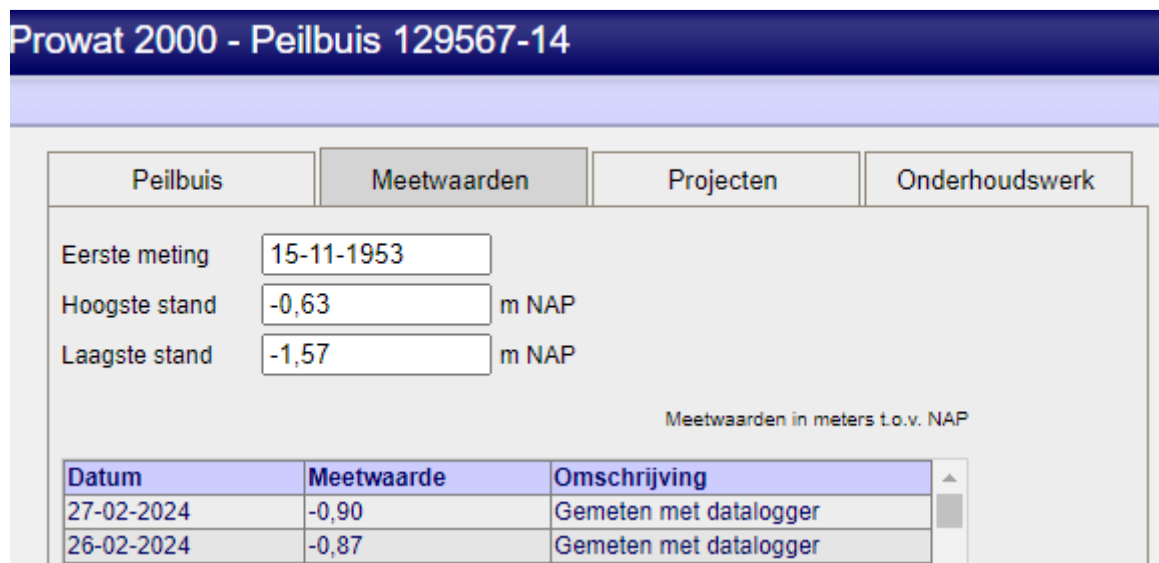 Prowat 2000 - Peilbuis 129567-14
Peilbuis Meetwaarden Projecten Onderhoudswerk
Eerste meting 15-11-1953
Hoogste stand -0,63 m NAP
Laagste stand -1,57 m NAP
Meetwaarden in meters t.o.v. NAP
Datum Meetwaarde Omschrijving
27-02-2024 -0,90 Gemeten met datalogger
26-02-2024 -0,87 Gemeten met datalogger